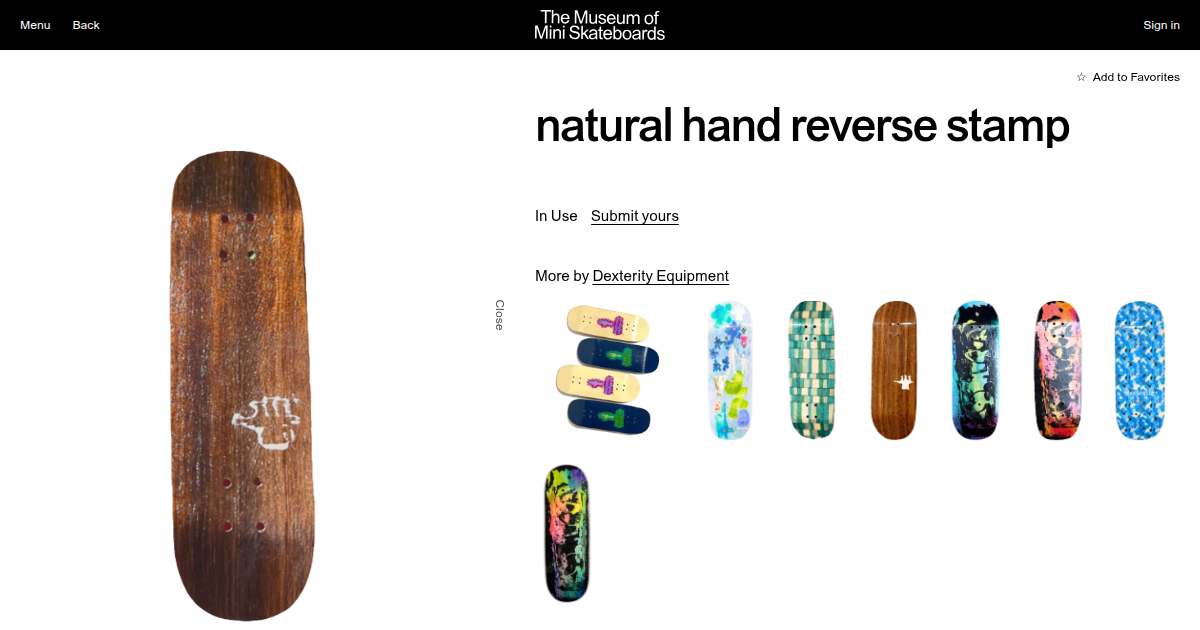 Menu
Back
The Museum of
Mini Skateboards
Sign in
☆ Add to Favorites
natural hand reverse stamp
In Use Submit yours
More by Dexterity Equipment
Close